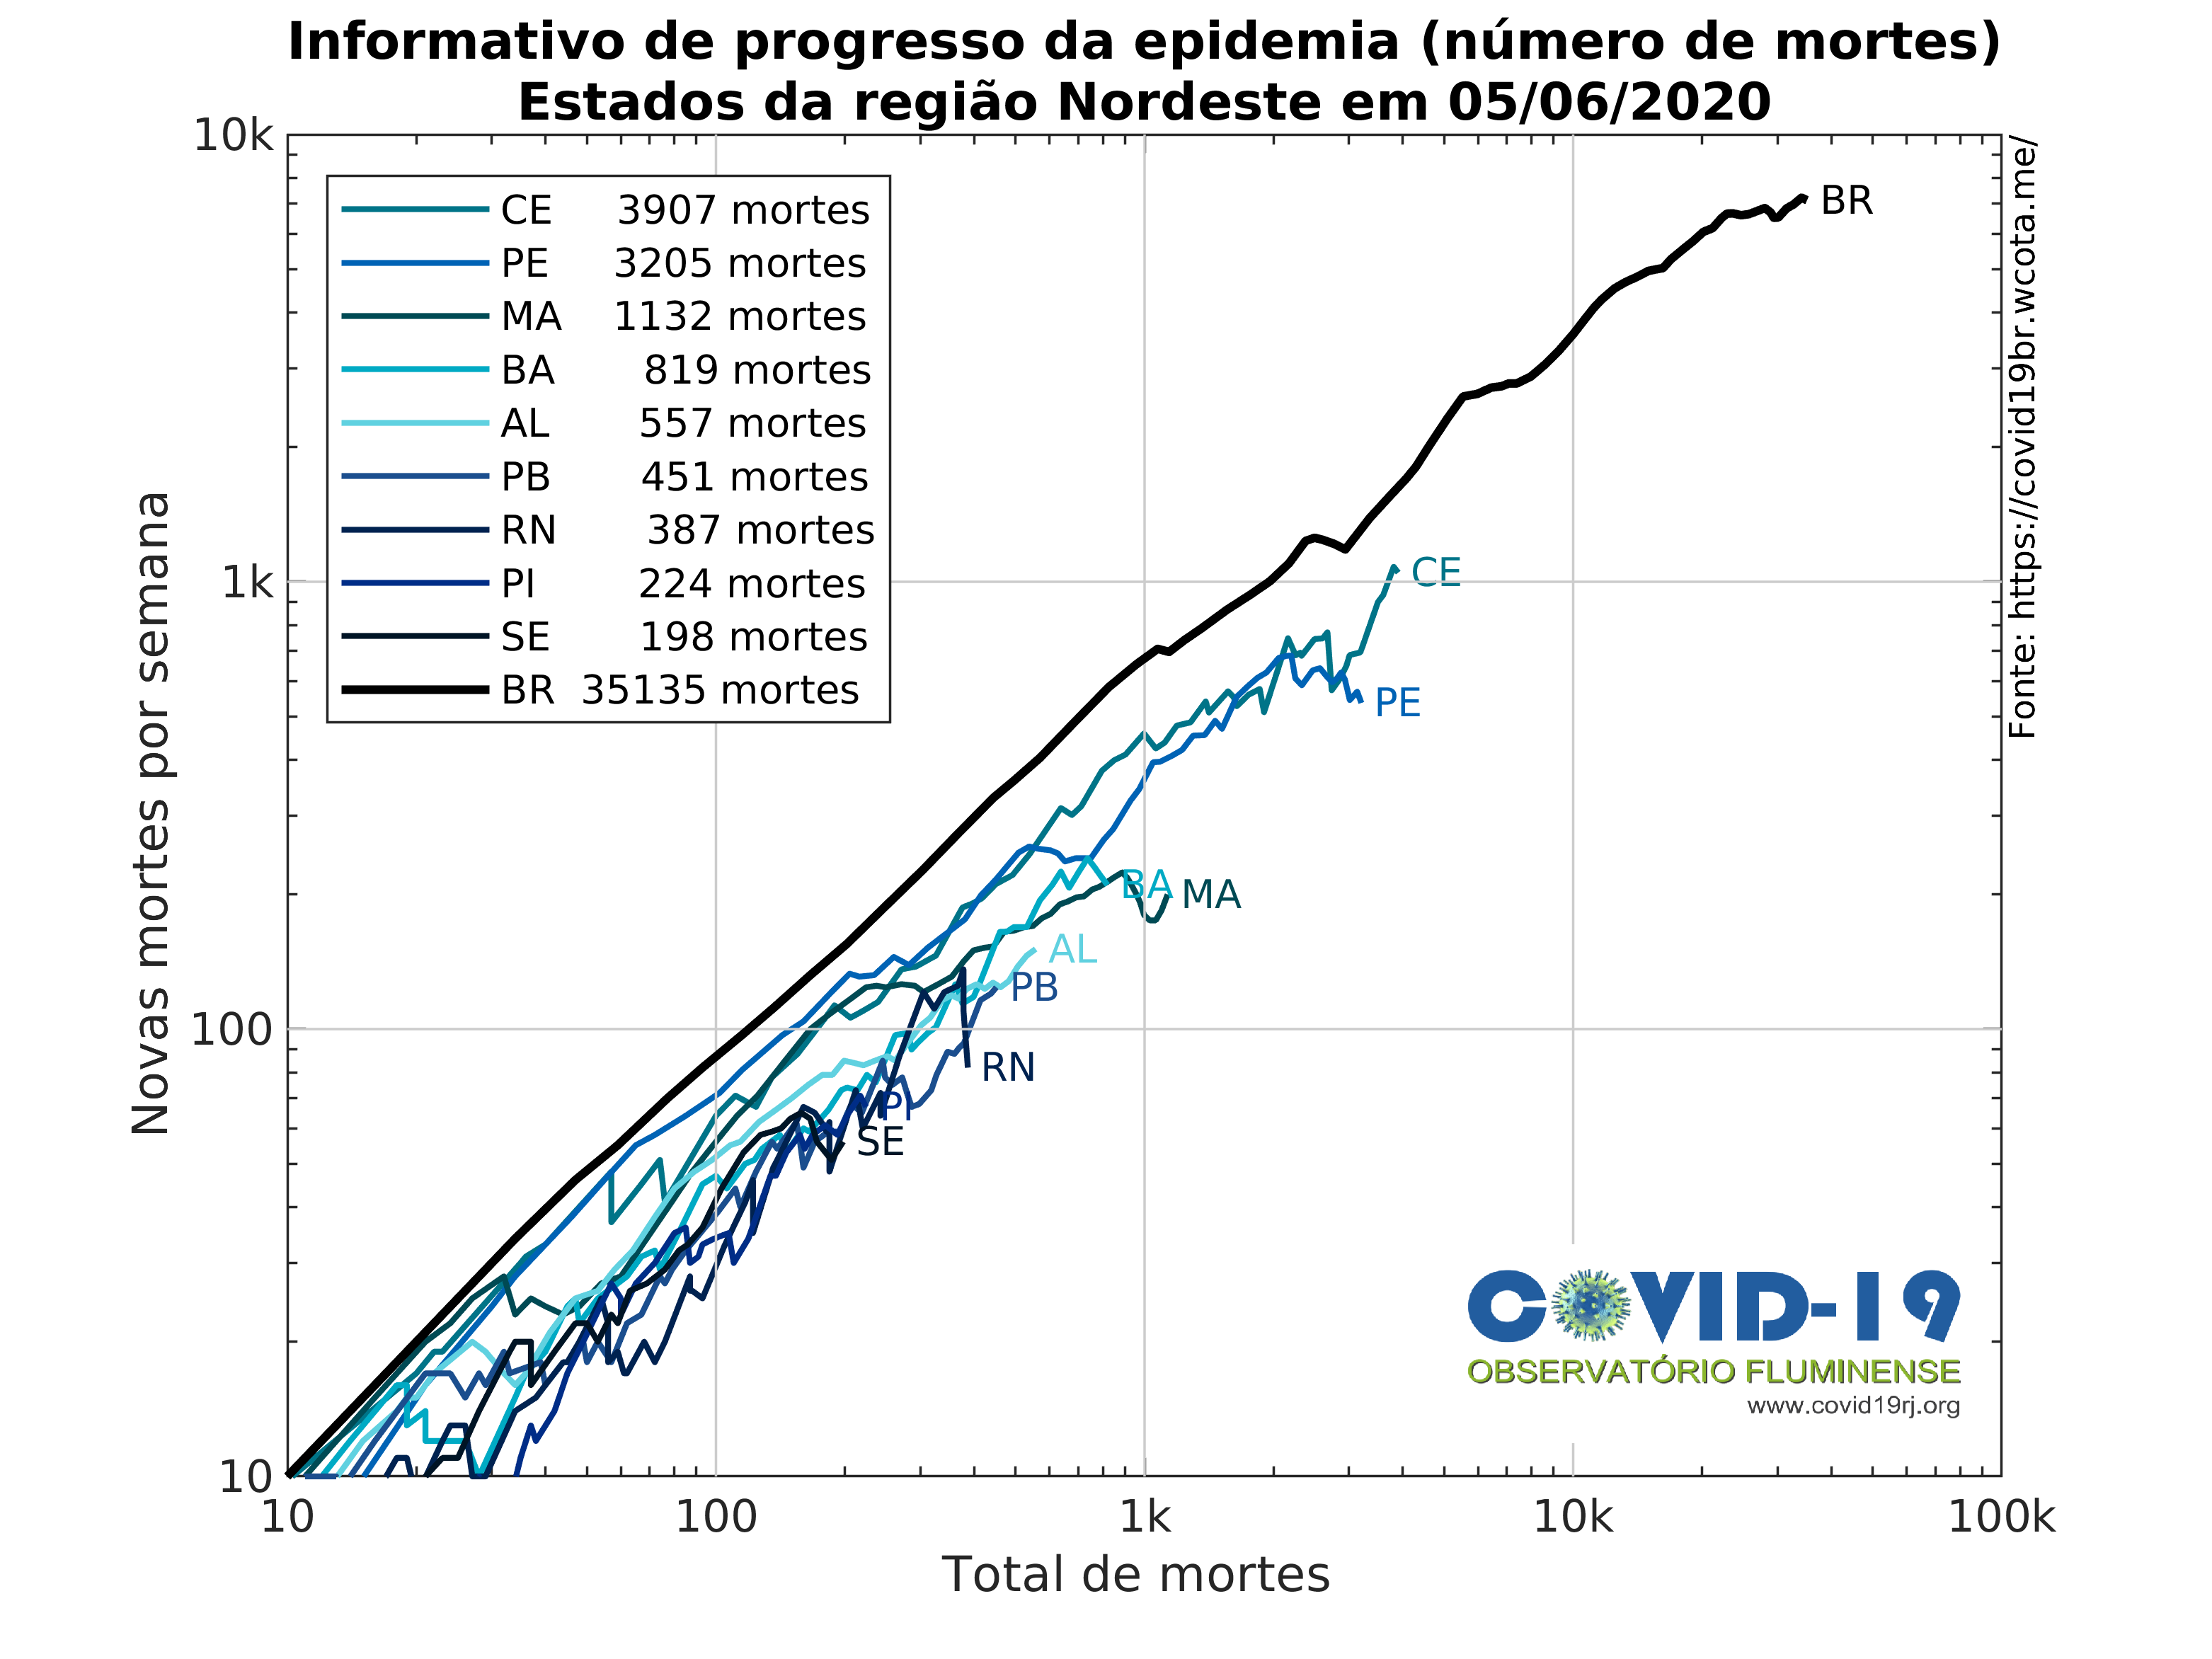 Informativo de progresso da epidemia (número de mortes)
Estados da região Nordeste em 05/06/2020
10k
1k
100
10
Novas mortes por semana
CE 3907 mortes
PE 3205 mortes
MA 1132 mortes
BA 819 mortes
AL 557 mortes
PB 451 mortes
RN 387 mortes
PI 224 mortes
SE 198 mortes
BR 35135 mortes
BR
CE
PE
BA
MA
AL
PB
RN
PI
SE
Fonte: https://covid19br.wcota.me/
COVID-19
OBSERVATÓRIO FLUMINENSE
www.covid19rj.org
10
100
1k
10k
100k
Total de mortes